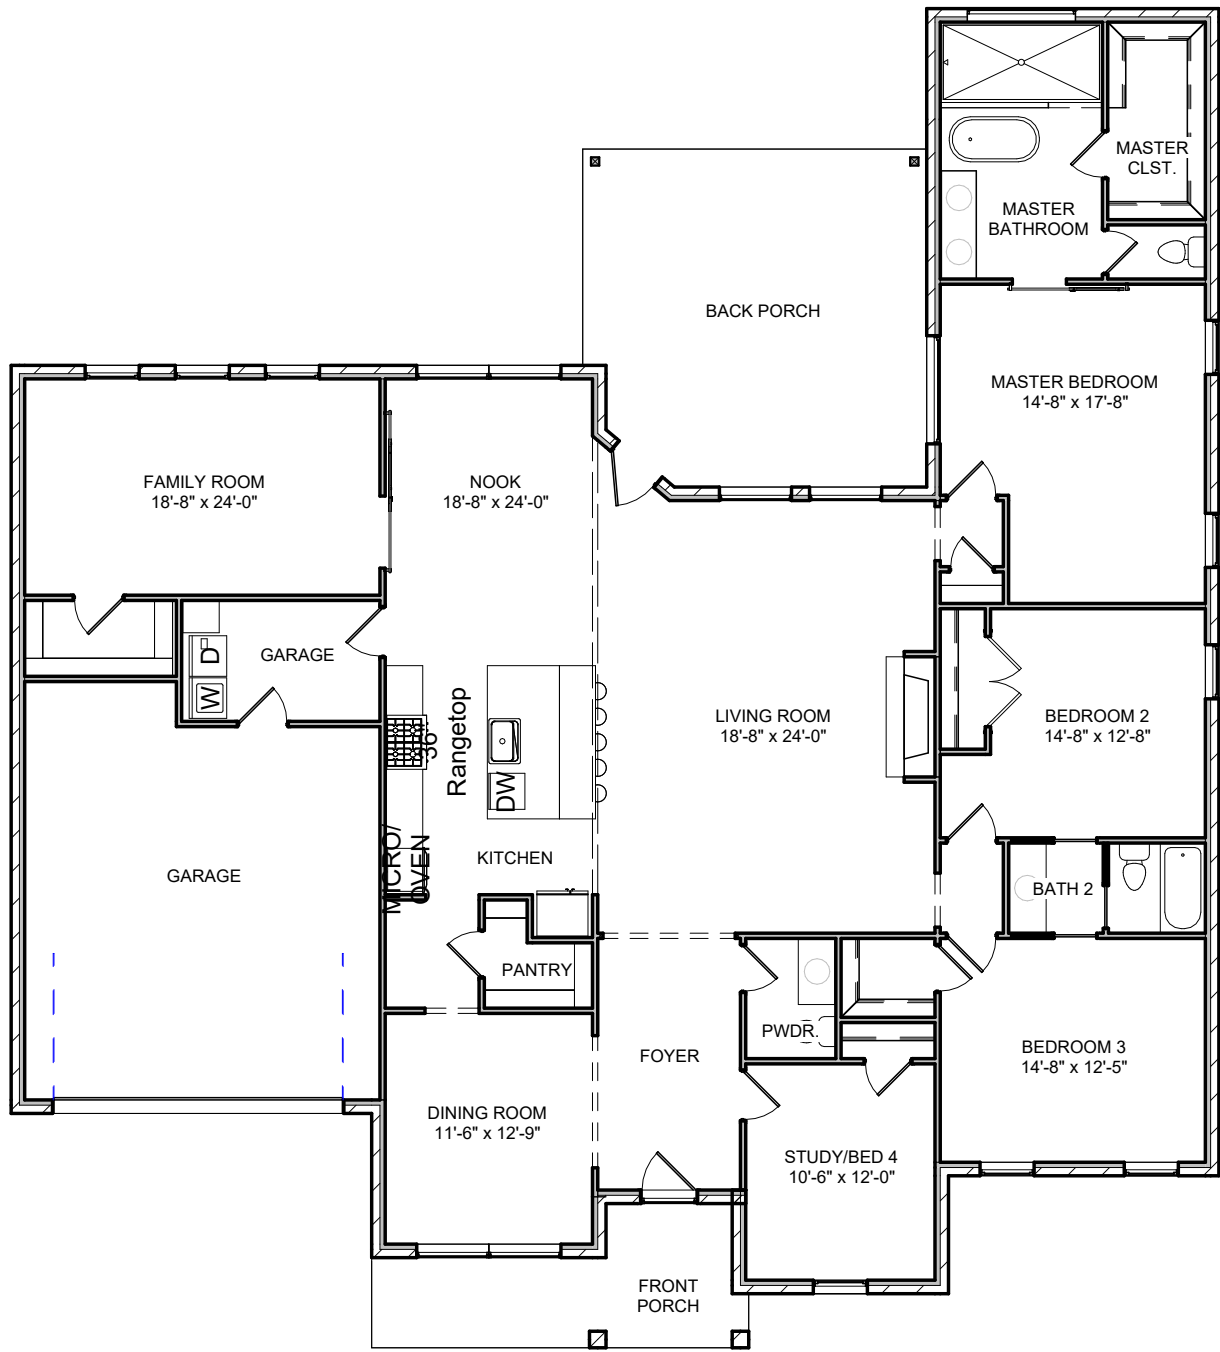 MASTER
CLST.
MASTER
BATHROOM
BACK PORCH
MASTER BEDROOM
14'-8" x 17'-8"
FAMILY ROOM
18'-8" x 24'-0"
NOOK
18'-8" x 24'-0"
GARAGE
D
W
36"
Rangetop
DW
LIVING ROOM
18'-8" x 24'-0"
BEDROOM 2
14'-8" x 12'-8"
MICRO/
OVEN
KITCHEN
GARAGE
BATH 2
PANTRY
PWDR.
FOYER
BEDROOM 3
14'-8" x 12'-5"
DINING ROOM
11'-6" x 12'-9"
STUDY/BED 4
10'-6" x 12'-0"
FRONT
PORCH